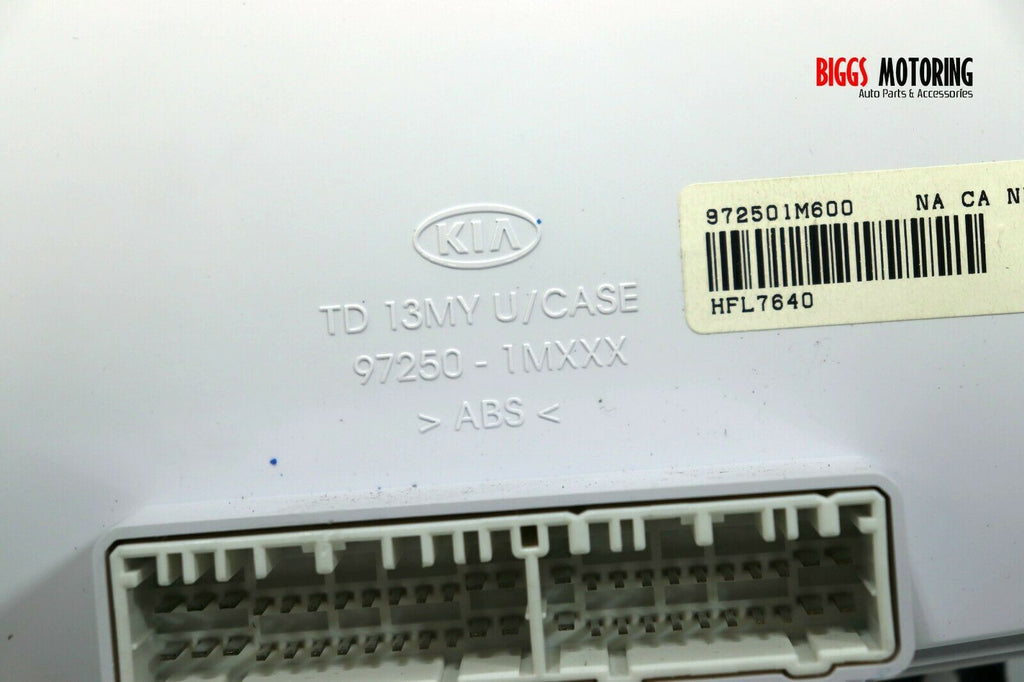 BIGGS MOTORING
Auto Parts & Accessories
972501M600 NA CA
HFL7640
KIA
TD 13MY U/CASE
97250 - 1MXXX
> ABS <